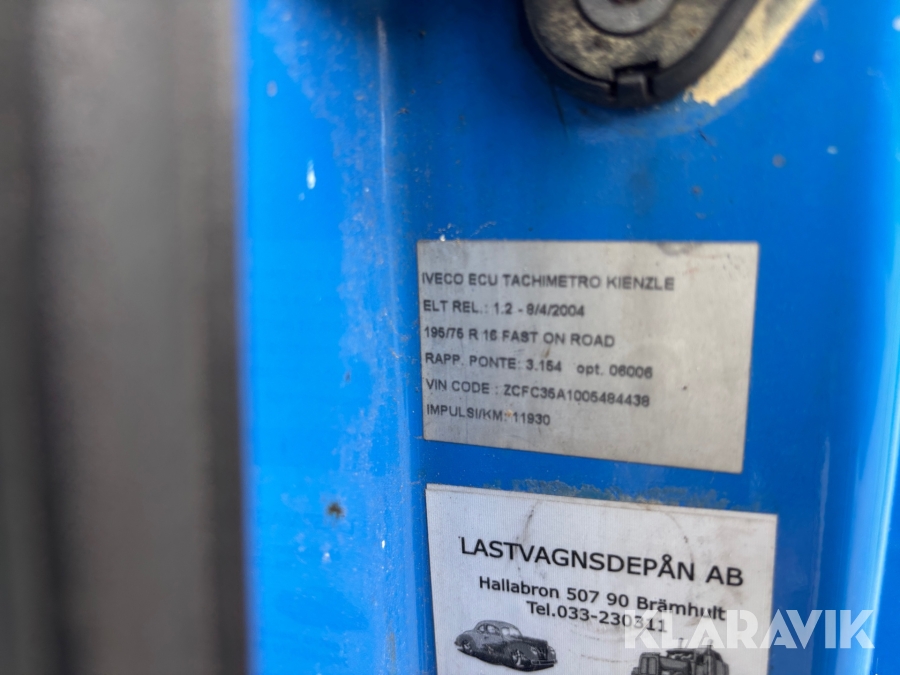 IVECO ECU TACHIMETRO KIENZLE
ELT REL.: 1.2 - 8/4/2004
195/75 R 16 FAST ON ROAD
RAPP. PONTE: 3.154 opt. 06006
VIN CODE : ZCFC35A1005484438
IMPULSI/KM: 11930
LASTVAGNSDEPÅN AB
Hallabron 507 90 Brämhult
Tel.033-230311
KLARAVIK